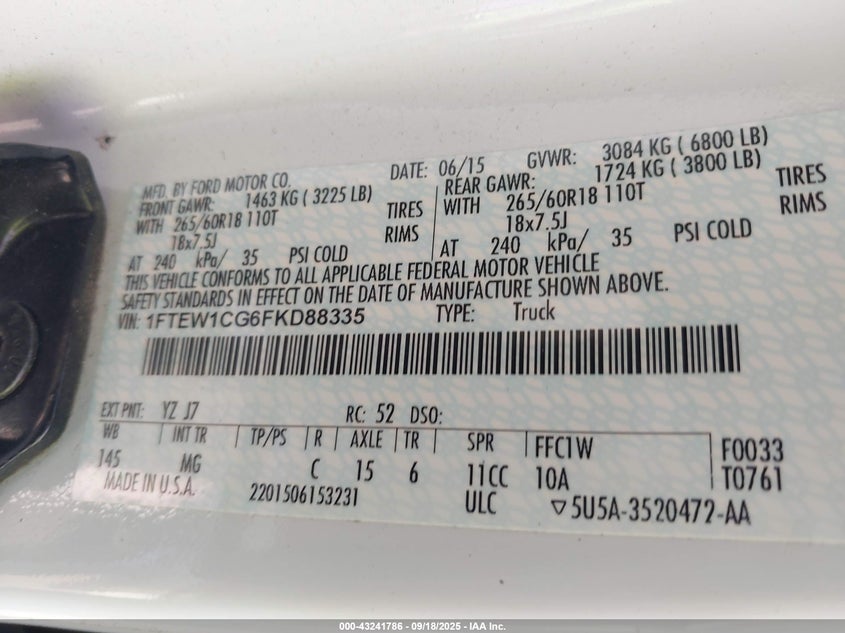 MFD. BY FORD MOTOR CO. DATE: 06/15 GVWR: 3084 KG ( 6800 LB)
FRONT GAWR: 1463 KG ( 3225 LB) REAR GAWR: 1724 KG ( 3800 LB)
WITH 265/60R18 110T TIRES WITH 265/60R18 110T TIRES
18x7.5J RIMS 18x7.5J RIMS
AT 240 kPa/ 35 PSI COLD AT 240 kPa/ 35 PSI COLD
THIS VEHICLE CONFORMS TO ALL APPLICABLE FEDERAL MOTOR VEHICLE
SAFETY STANDARDS IN EFFECT ON THE DATE OF MANUFACTURE SHOWN ABOVE.
VIN: 1FTEW1CG6FKD88335 TYPE: Truck
EXT PNT: YZ J7 RC: 52 DSO:
WB INT TR TP/PS R AXLE TR SPR FFC1W F0033
145 MG C 15 6 11CC 10A T0761
MADE IN U.S.A. 2201506153231 ULC ▽5U5A-3520472-AA
000-43241786 - 09/18/2025 - IAA Inc.